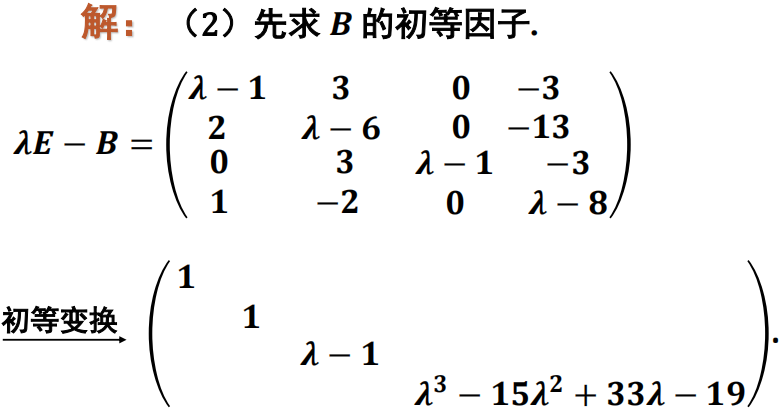 解：（2）先求 B 的初等因子.
λE − B =
λ − 1 3 0 −3
2 λ − 6 0 −13
0 3 λ − 1 −3
1 −2 0 λ − 8
初等变换
1
1
λ − 1
λ³ − 15λ² + 33λ − 19
.